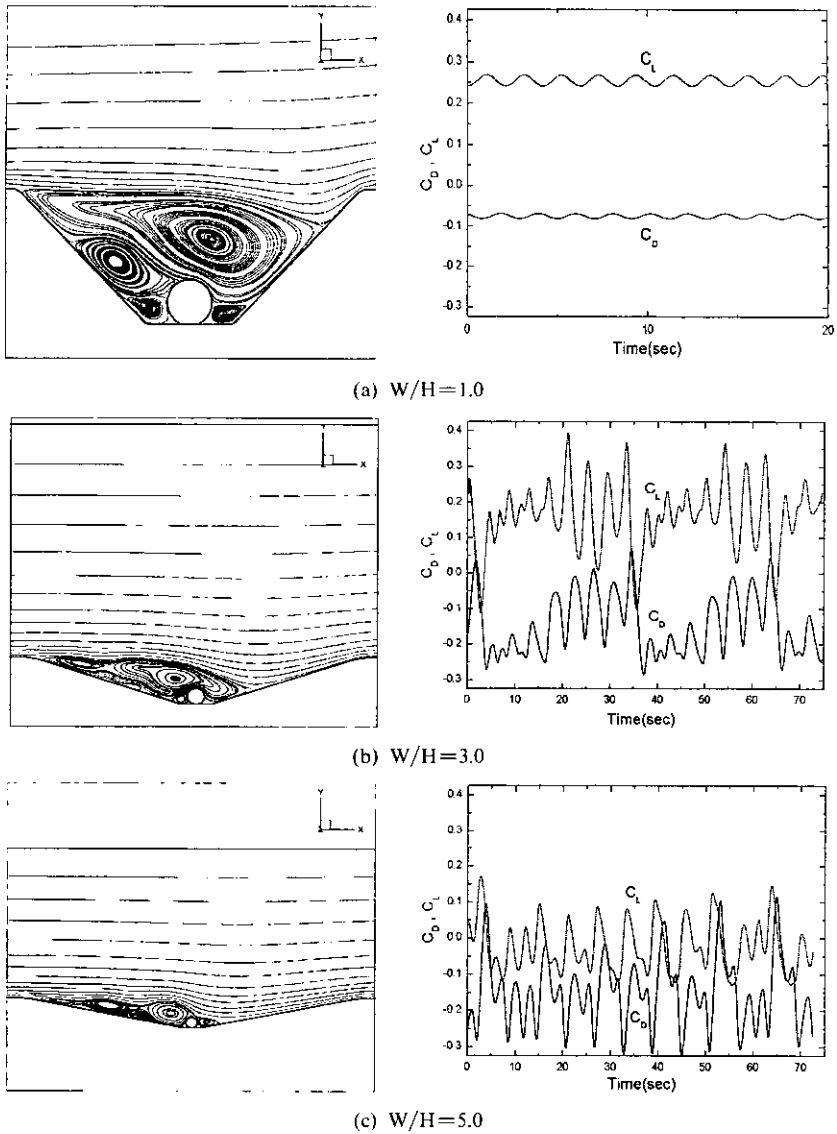 Y
X
C_D , C_L
0.4
0.3
0.2
0.1
0.0
-0.1
-0.2
-0.3
C_L
C_D
0
10
20
Time(sec)
(a) W/H=1.0
Y
X
C_D , C_L
0.4
0.3
0.2
0.1
0.0
-0.1
-0.2
-0.3
C_L
C_D
0 10 20 30 40 50 60 70
Time(sec)
(b) W/H=3.0
Y
X
C_D , C_L
0.4
0.3
0.2
0.1
0.0
-0.1
-0.2
-0.3
C_L
C_D
0 10 20 30 40 50 60 70
Time(sec)
(c) W/H=5.0